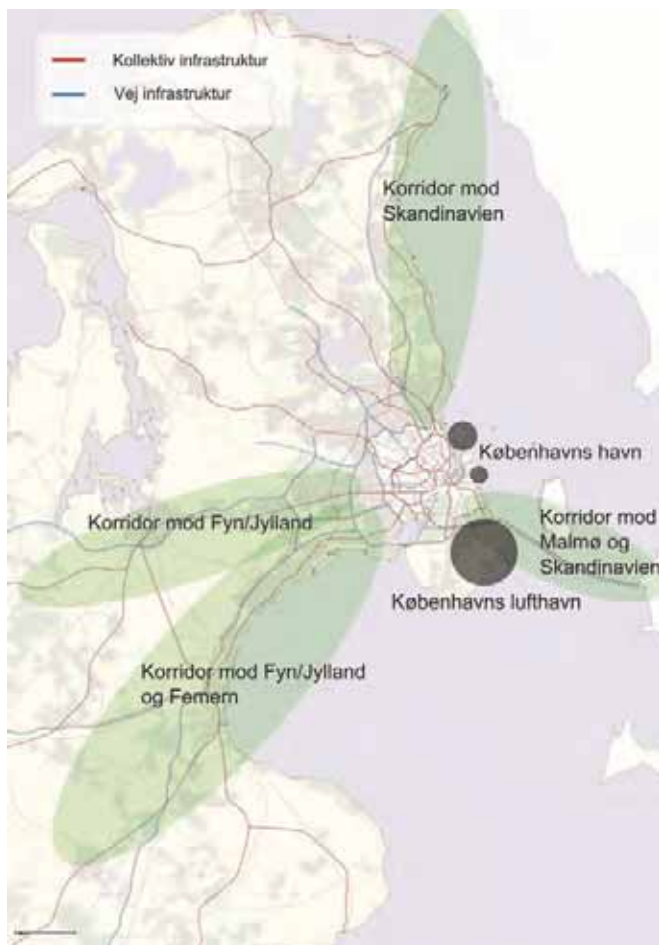 Kollektiv infrastruktur
Vej infrastruktur
Korridor mod
Skandinavien
Københavns havn
Korridor mod Fyn/Jylland
Korridor mod
Malmø og
Skandinavien
Københavns lufthavn
Korridor mod Fyn/Jylland
og Femern